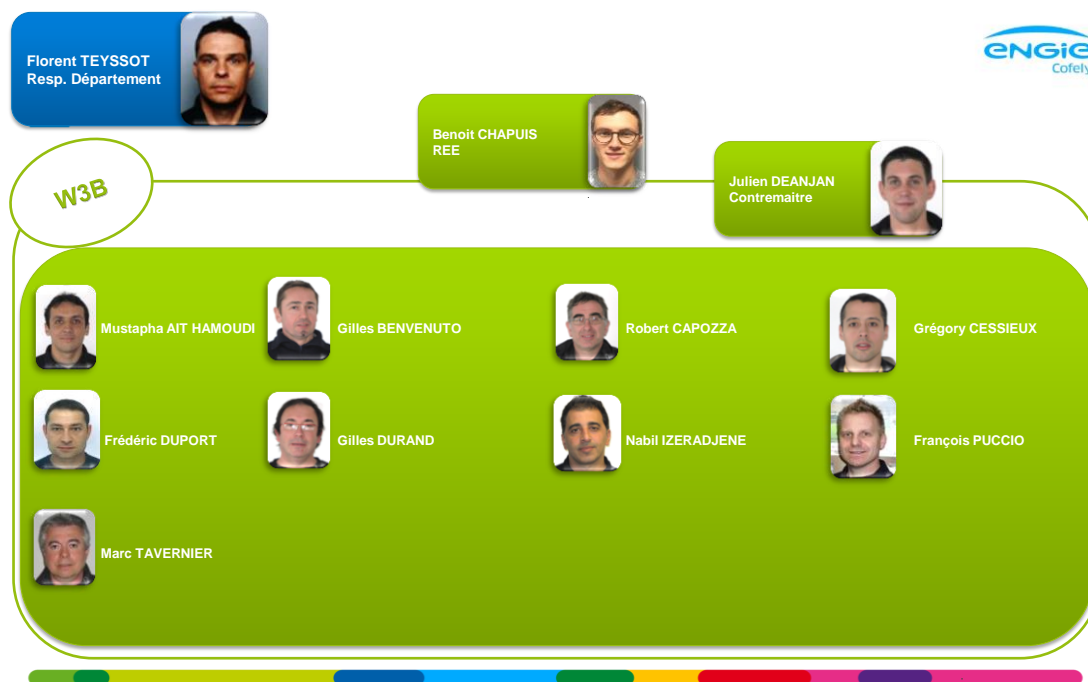 Florent TEYSSOT
Resp. Département
ENGIE
Cofely
Benoit CHAPUIS
REE
Julien DEANJAN
Contremaitre
W3B
Mustapha AIT HAMOUDI
Gilles BENVENUTO
Robert CAPOZZA
Grégory CESSIEUX
Frédéric DUPORT
Gilles DURAND
Nabil IZERADJENE
François PUCCIO
Marc TAVERNIER